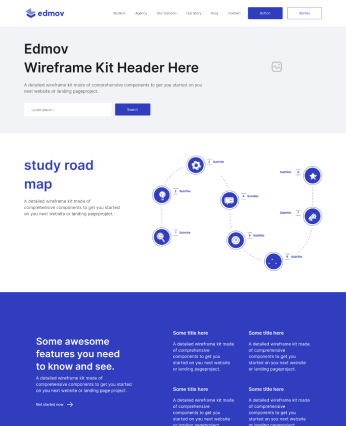 edmov
Student Agency Our Solution Our Story Blog Contact Button Button
Edmov
Wireframe Kit Header Here
A detailed wireframe kit made of comprehensive components to get you started on you
next website or landing pageproject.
Lorem ipsum... Search
study road
map
A detailed wireframe kit made of
comprehensive components to get you started
on you next website or landing pageproject.
Subtitle
Subtitle
Subtitle
Subtitle
Subtitle
Subtitle
Subtitle
Subtitle
Some awesome
features you need
to know and see.
A detailed wireframe kit made of
comprehensive components to get you started
on you next website or landing page project.
Get started now
Some title here
A detailed wireframe kit made
of comprehensive
components to get you
started on you next website
or landing pageproject.
Some title here
A detailed wireframe kit made
of comprehensive
components to get you
started on you next website
or landing pageproject.
Some title here
A detailed wireframe kit made
of comprehensive
components to get you
started on you next website
Some title here
A detailed wireframe kit made
of comprehensive
components to get you
started on you next website